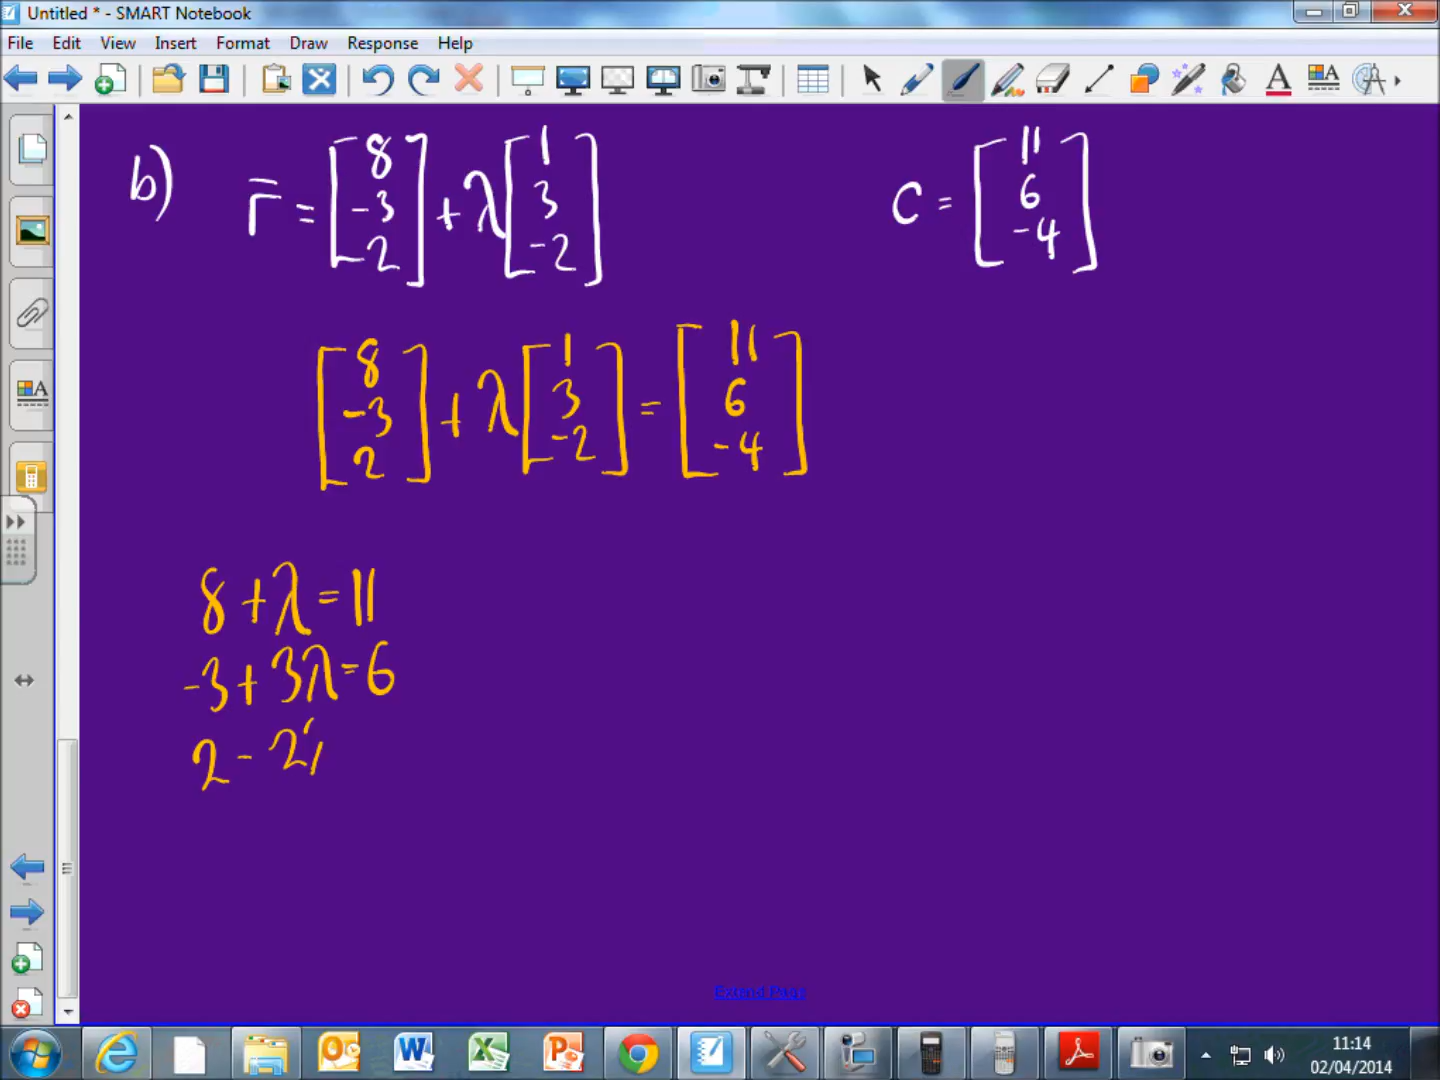 Untitled * - SMART Notebook
File Edit View Insert Format Draw Response Help
b) r̅ = [8 -3 2] + λ[1 3 -2]
C = [11 6 -4]
[8 -3 2] + λ[1 3 -2] = [11 6 -4]
8 + λ = 11
-3 + 3λ = 6
2 - 2
Extend Page
11:14
02/04/2014